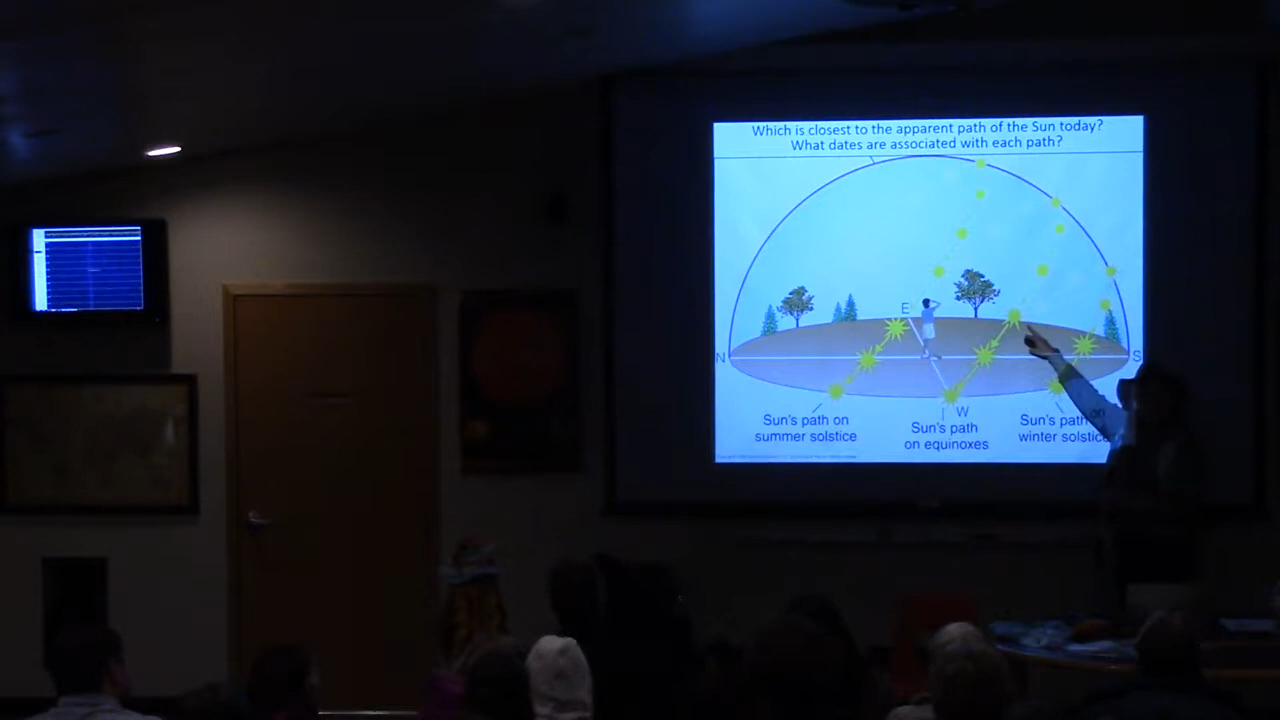 Which is closest to the apparent path of the Sun today?
What dates are associated with each path?
E
N
S
W
Sun's path on
summer solstice
Sun's path
on equinoxes
Sun's path on
winter solstice